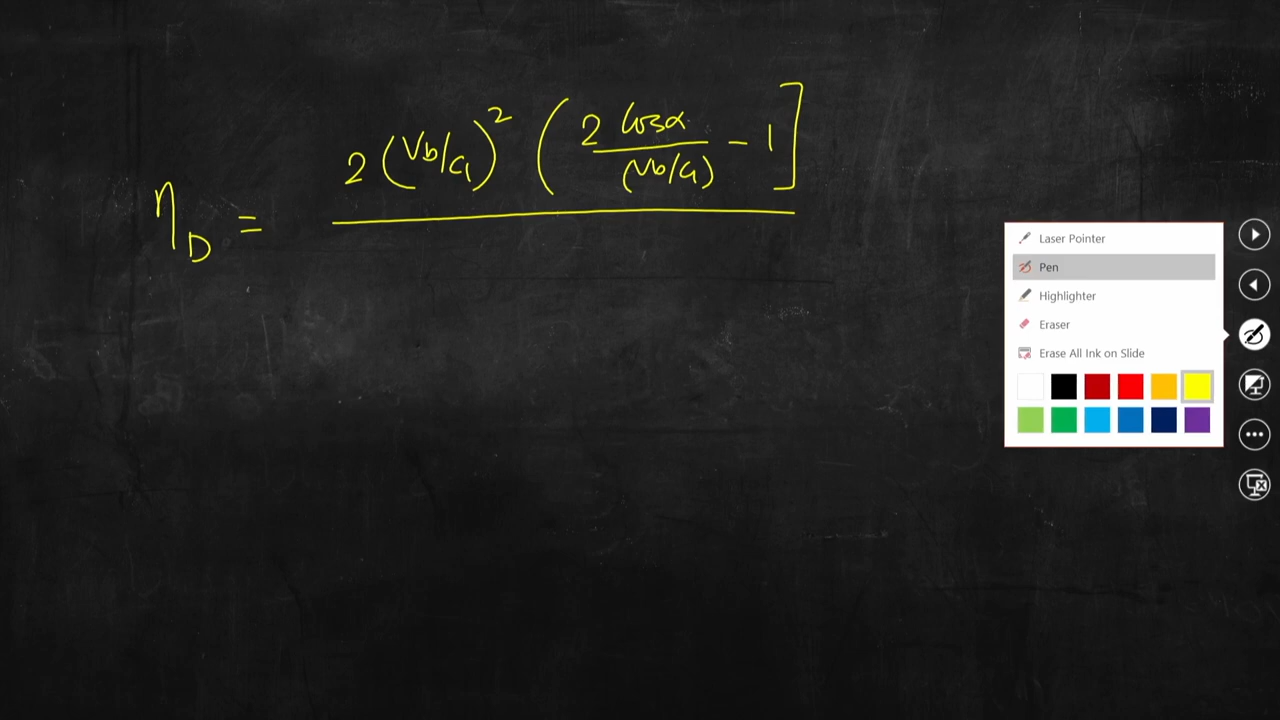 η_D = 2 (Vb/C₁)² ( 2 cosα / (Vb/C₁) − 1 ]
Laser Pointer
Pen
Highlighter
Eraser
Erase All Ink on Slide